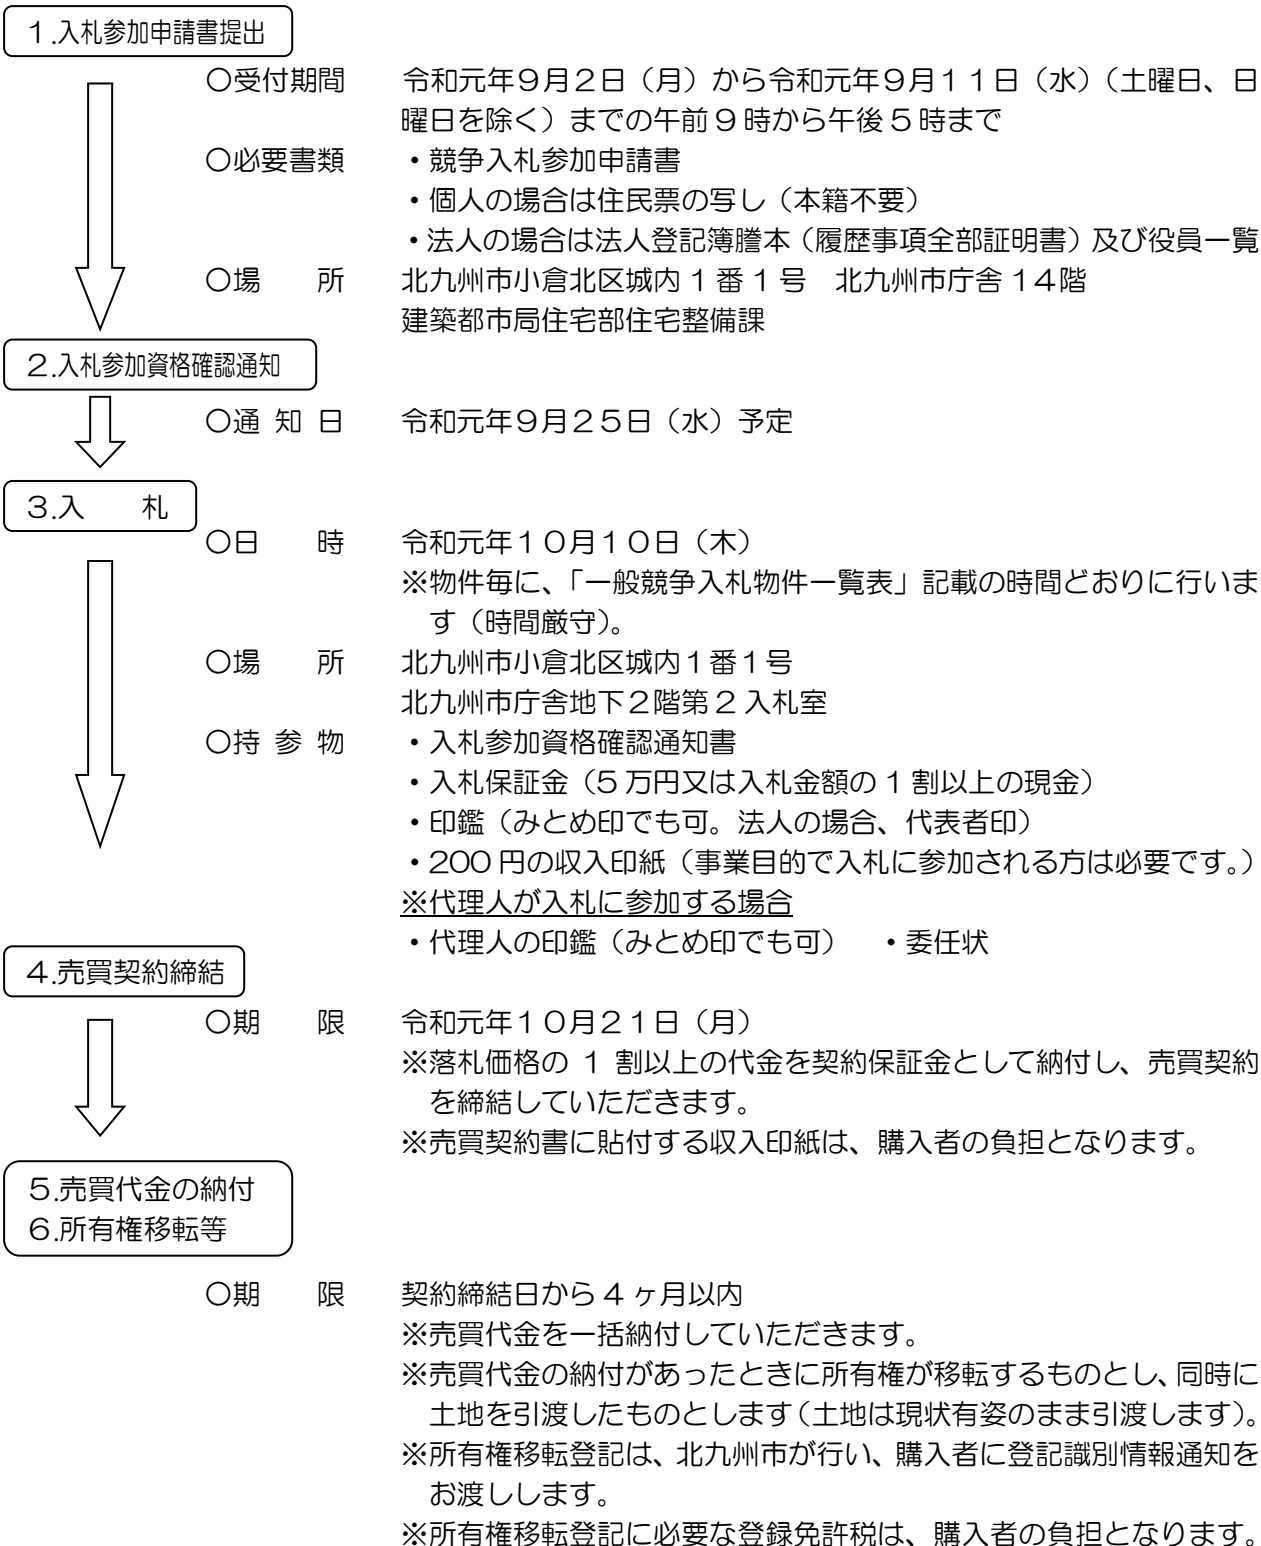 １.入札参加申請書提出
〇受付期間　令和元年９月２日（月）から令和元年９月１１日（水）（土曜日、日
曜日を除く）までの午前９時から午後５時まで
〇必要書類　・競争入札参加申請書
・個人の場合は住民票の写し（本籍不要）
・法人の場合は法人登記簿謄本（履歴事項全部証明書）及び役員一覧
〇場　　所　北九州市小倉北区城内１番１号　北九州市庁舎14階
建築都市局住宅部住宅整備課
２.入札参加資格確認通知
〇通 知 日　令和元年９月２５日（水）予定
３.入　　札
〇日　　時　令和元年１０月１０日（木）
※物件毎に、「一般競争入札物件一覧表」記載の時間どおりに行いま
す（時間厳守）。
〇場　　所　北九州市小倉北区城内１番１号
北九州市庁舎地下２階第２入札室
〇持 参 物　・入札参加資格確認通知書
・入札保証金（5万円又は入札金額の１割以上の現金）
・印鑑（みとめ印でも可。法人の場合、代表者印）
・200円の収入印紙（事業目的で入札に参加される方は必要です。）
※代理人が入札に参加する場合
・代理人の印鑑（みとめ印でも可）　・委任状
４.売買契約締結
〇期　　限　令和元年１０月２１日（月）
※落札価格の 1 割以上の代金を契約保証金として納付し、売買契約
を締結していただきます。
※売買契約書に貼付する収入印紙は、購入者の負担となります。
５.売買代金の納付
６.所有権移転等
〇期　　限　契約締結日から４ヶ月以内
※売買代金を一括納付していただきます。
※売買代金の納付があったときに所有権が移転するものとし、同時に
土地を引渡したものとします（土地は現状有姿のまま引渡します）。
※所有権移転登記は、北九州市が行い、購入者に登記識別情報通知を
お渡しします。
※所有権移転登記に必要な登録免許税は、購入者の負担となります。